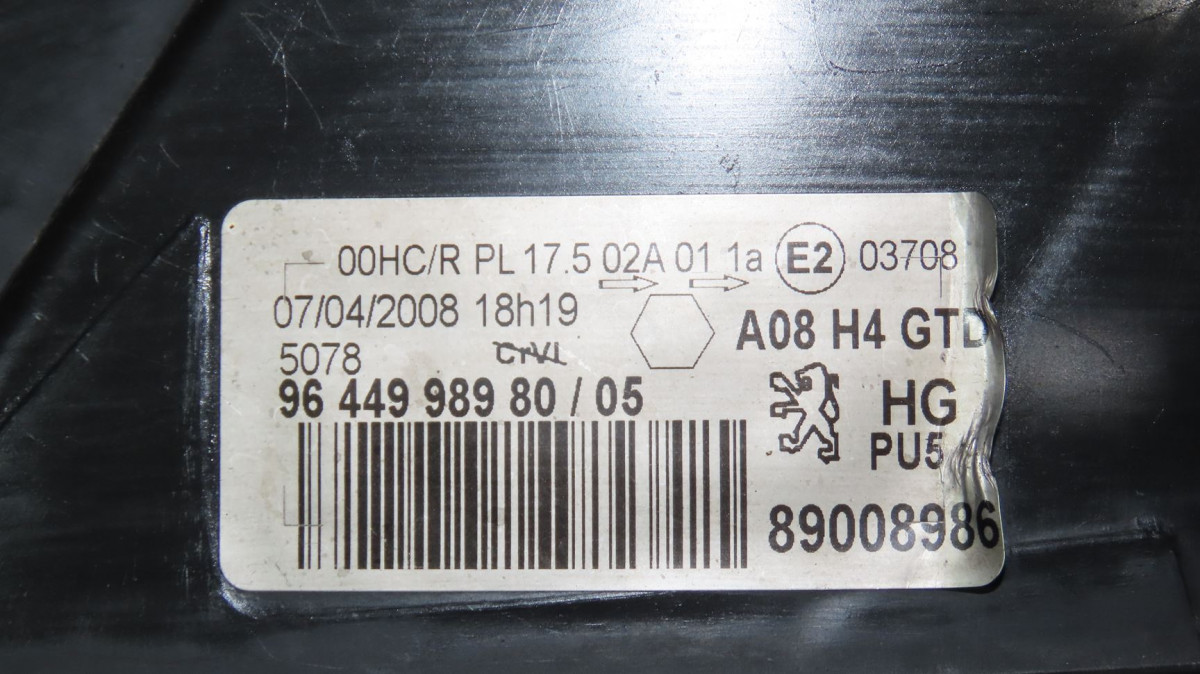 00HC/R PL 17.5 02A 01 1a E2 03708
07/04/2008 18h19
5078
A08 H4 GTD
96 449 989 80 / 05
HG
PU5
89008986